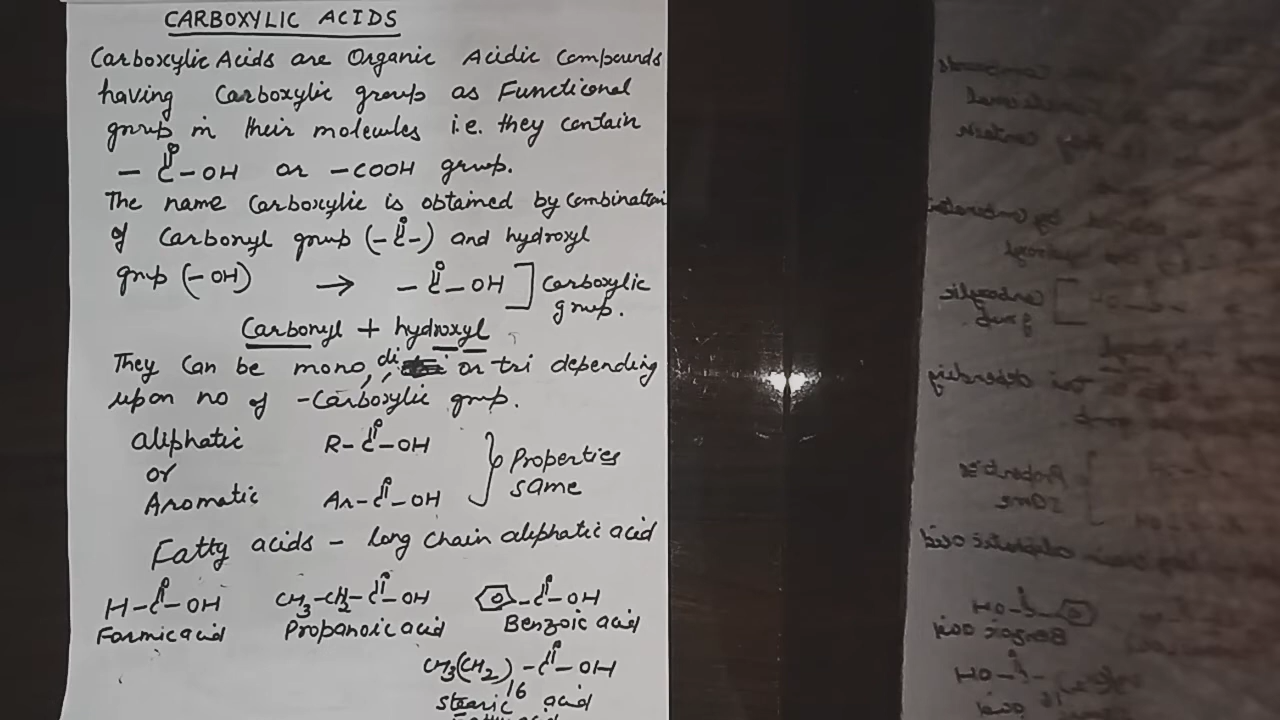 CARBOXYLIC ACIDS
Carboxylic Acids are Organic Acidic Compounds
having Carboxylic group as Functional
group in their molecules i.e. they contain
O
– C – OH or – COOH group.
The name Carboxylic is obtained by Combination
of Carbonyl group (–C–) and hydroxyl
O
group (–OH) → – C – OH ] Carboxylic
O
group.
Carbonyl + hydroxyl
They Can be mono, di, or tri depending
upon no of – Carboxylic group.
aliphatic R – C – OH
O
or } Properties
same
Aromatic Ar – C – OH
O
Fatty acids – long Chain aliphatic acid
H – C – OH CH3 – CH2 – C – OH – C – OH
O O O
Formic acid Propanoic acid Benzoic acid
CH3(CH2)16 – C – OH
O
Stearic acid